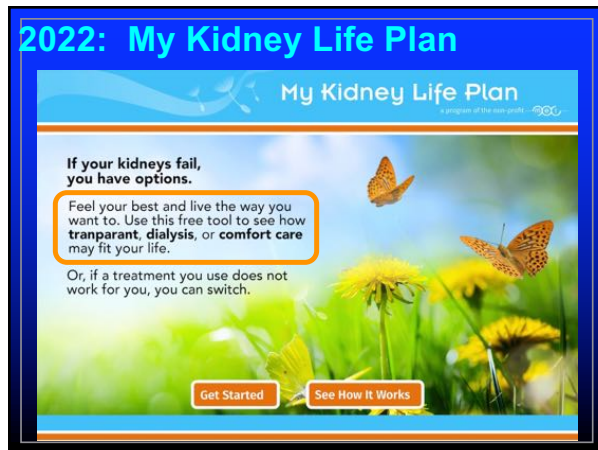 2022: My Kidney Life Plan
My Kidney Life Plan
a program of the non-profit
If your kidneys fail,
you have options.
Feel your best and live the way you
want to. Use this free tool to see how
tranparant, dialysis, or comfort care
may fit your life.
Or, if a treatment you use does not
work for you, you can switch.
Get Started
See How It Works